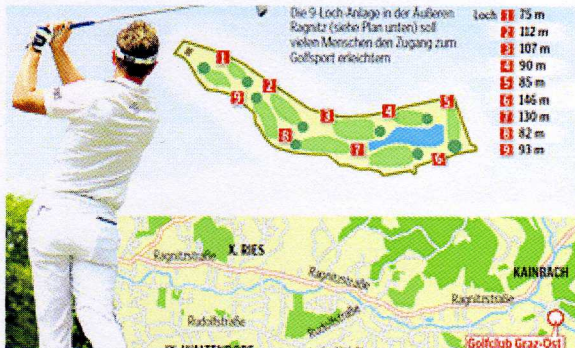 Die 9-Loch-Anlage in der Äußeren
Ragnitz (siehe Plan unten) soll
vielen Menschen den Zugang zum
Golfsport erleichtern
Loch 1 75 m
2 112 m
3 107 m
4 90 m
5 85 m
6 146 m
7 130 m
8 82 m
9 93 m
1
2
3
4
5
9
8
7
6
X. RIES
Ragnitzstraße
Ragnitzstraße
KAINBACH
Ragnitzstraße
Rudolfstraße
Rudolfstraße
Golfclub Graz-Ost